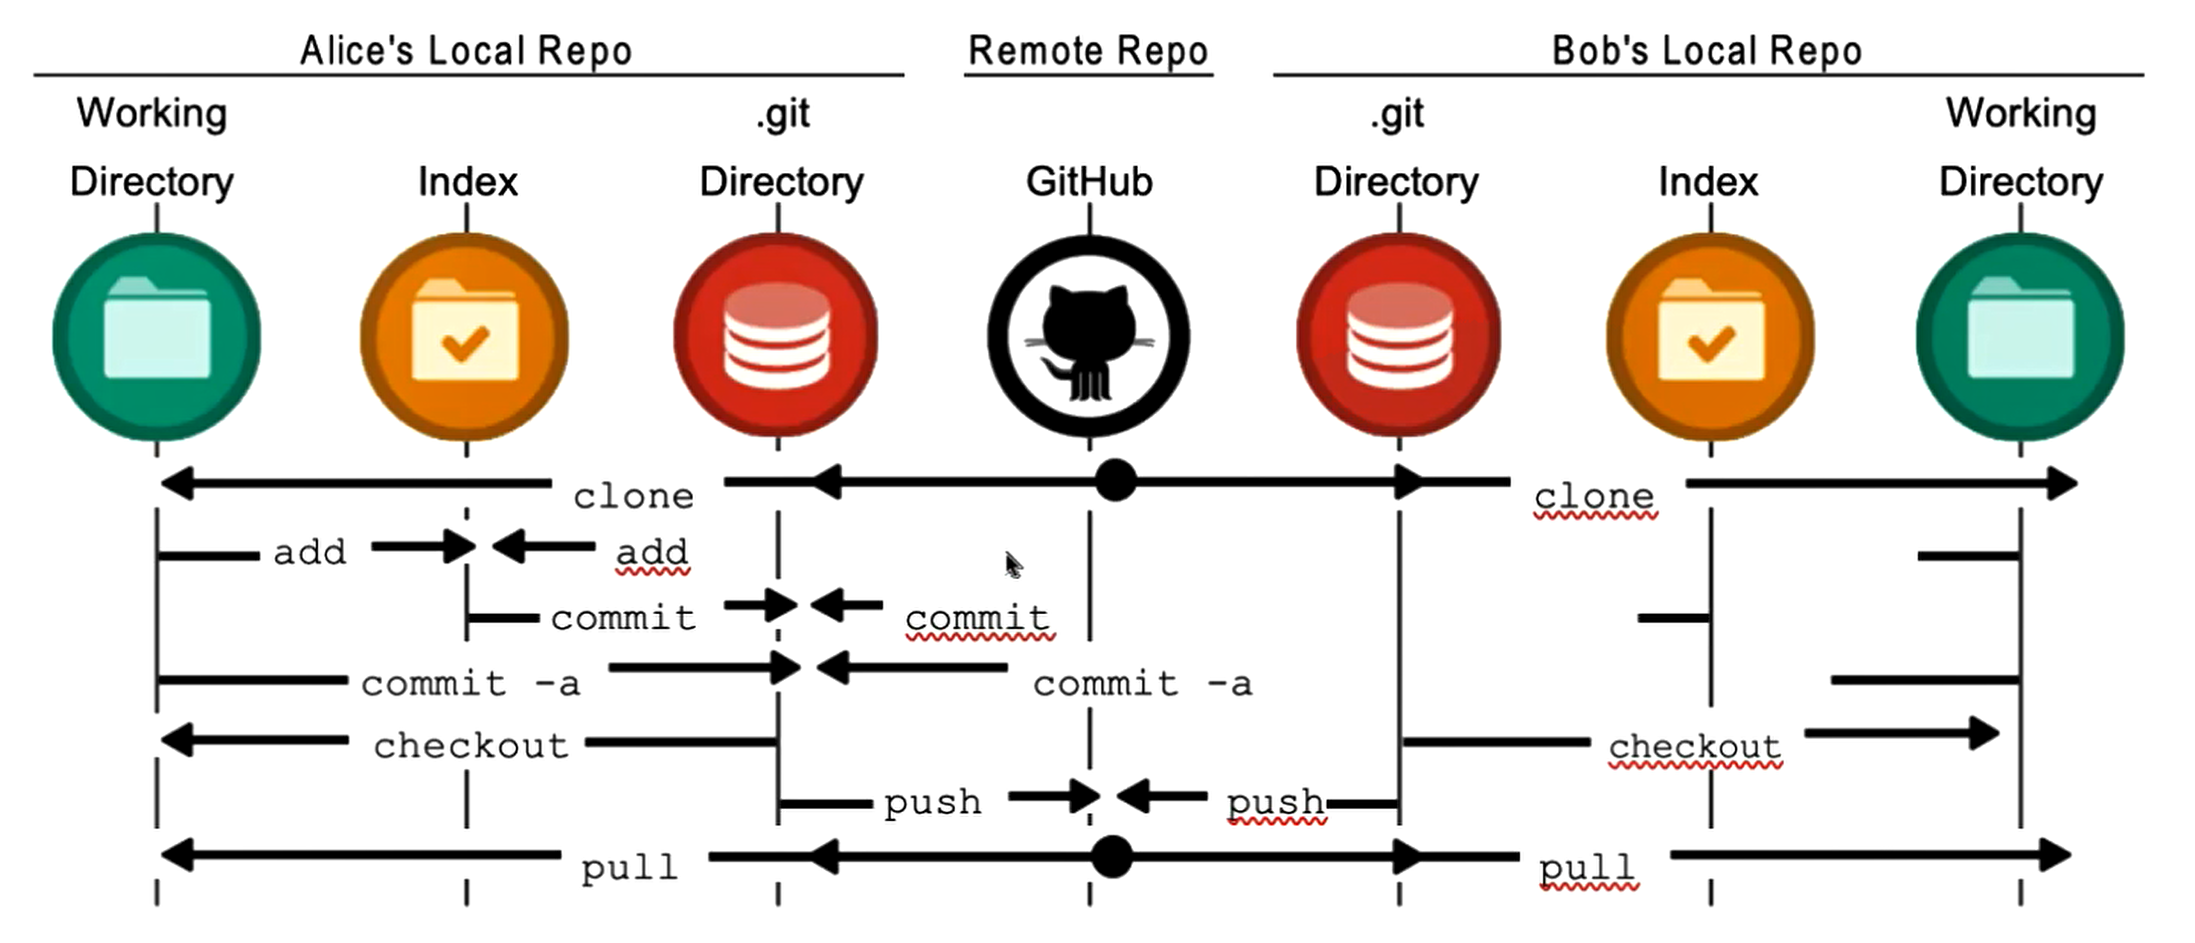 Alice's Local Repo
Remote Repo
Bob's Local Repo
Working
Directory
Index
.git
Directory
GitHub
.git
Directory
Index
Working
Directory
clone
clone
add
add
commit
commit
commit -a
commit -a
checkout
checkout
push
push
pull
pull